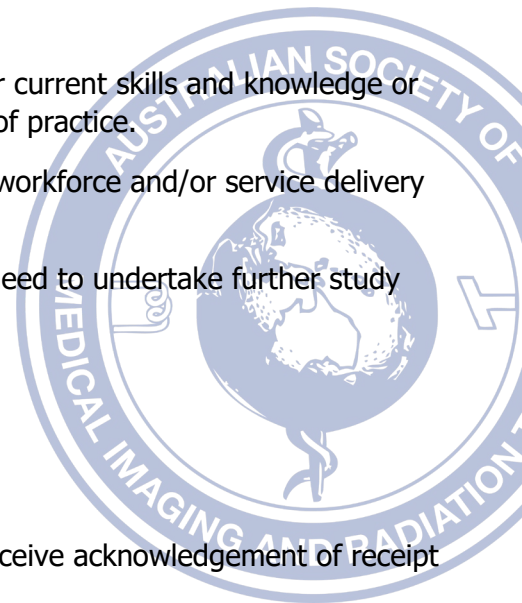 r current skills and knowledge or
of practice.
workforce and/or service delivery
eed to undertake further study
ceive acknowledgement of receipt
AUSTRALIAN SOCIETY OF
MEDICAL IMAGING AND RADIATION T